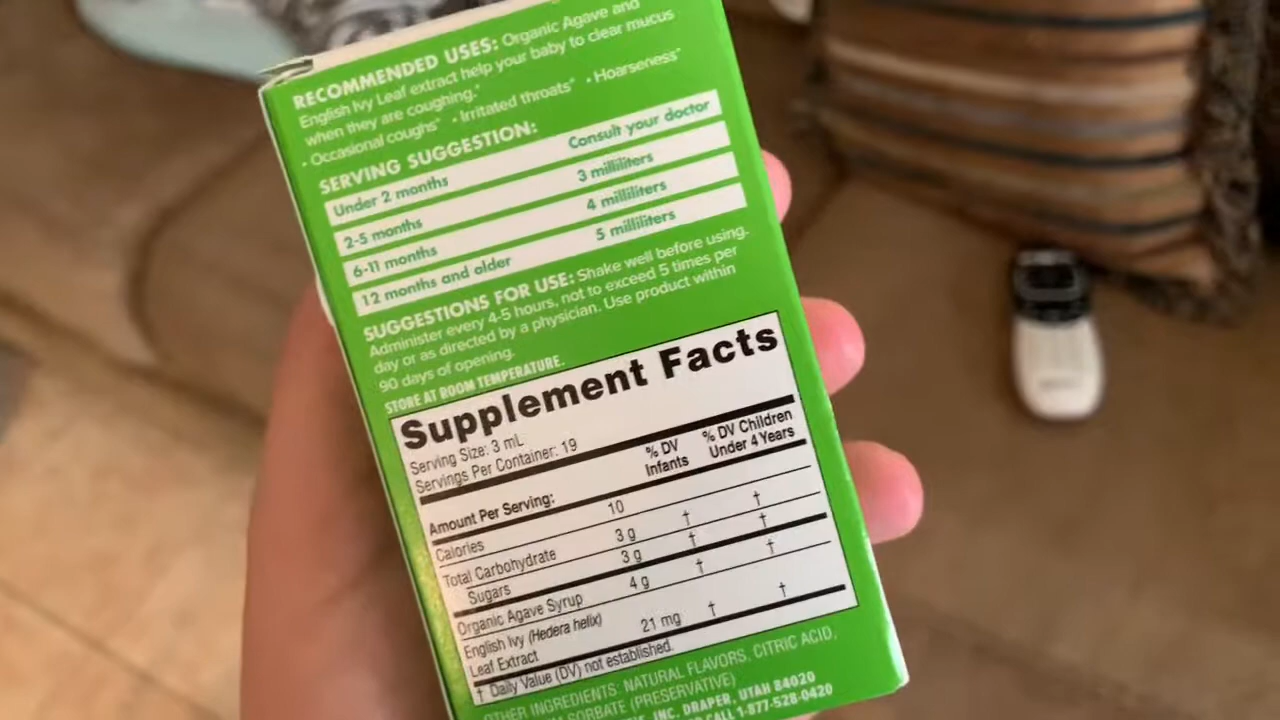 RECOMMENDED USES: Organic Agave and
English Ivy Leaf extract help your baby to clear mucus
when they are coughing.*
• Occasional coughs* • Irritated throats* • Hoarseness*
SERVING SUGGESTION:
Under 2 months Consult your doctor
2-5 months 3 milliliters
6-11 months 4 milliliters
12 months and older 5 milliliters
SUGGESTIONS FOR USE: Shake well before using.
Administer every 4-5 hours, not to exceed 5 times per
day or as directed by a physician. Use product within
90 days of opening.
STORE AT ROOM TEMPERATURE.
Supplement Facts
Serving Size: 3 mL
Servings Per Container: 19
Amount Per Serving: % DV Infants % DV Children Under 4 Years
Calories 10
Total Carbohydrate 3 g † †
Sugars 3 g † †
Organic Agave Syrup 4 g † †
English Ivy (Hedera helix)
Leaf Extract 21 mg † †
† Daily Value (DV) not established.
OTHER INGREDIENTS: NATURAL FLAVORS, CITRIC ACID,
SORBATE (PRESERVATIVE)
INC. DRAPER, UTAH 84020
CALL 1-877-528-0420